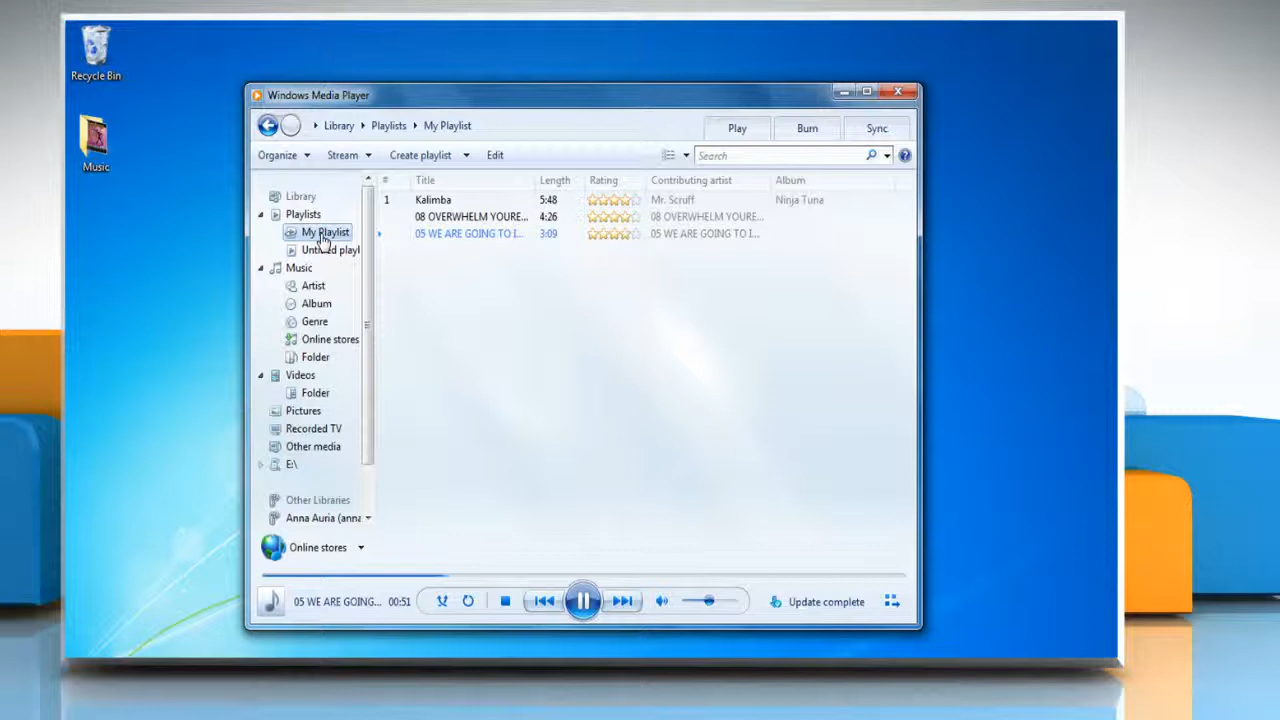 Recycle Bin
Music
Windows Media Player
Library Playlists My Playlist
Play Burn Sync
Organize Stream Create playlist Edit
Search
Library
Playlists
My Playlist
Untitled playl
Music
Artist
Album
Genre
Online stores
Folder
Videos
Folder
Pictures
Recorded TV
Other media
E:\
Other Libraries
Anna Auria (anna
Online stores
# Title Length Rating Contributing artist Album
1 Kalimba 5:48 Mr. Scruff Ninja Tuna
08 OVERWHELM YOURE... 4:26 08 OVERWHELM YOURE...
05 WE ARE GOING TO I... 3:09 05 WE ARE GOING TO I...
05 WE ARE GOING... 00:51
Update complete